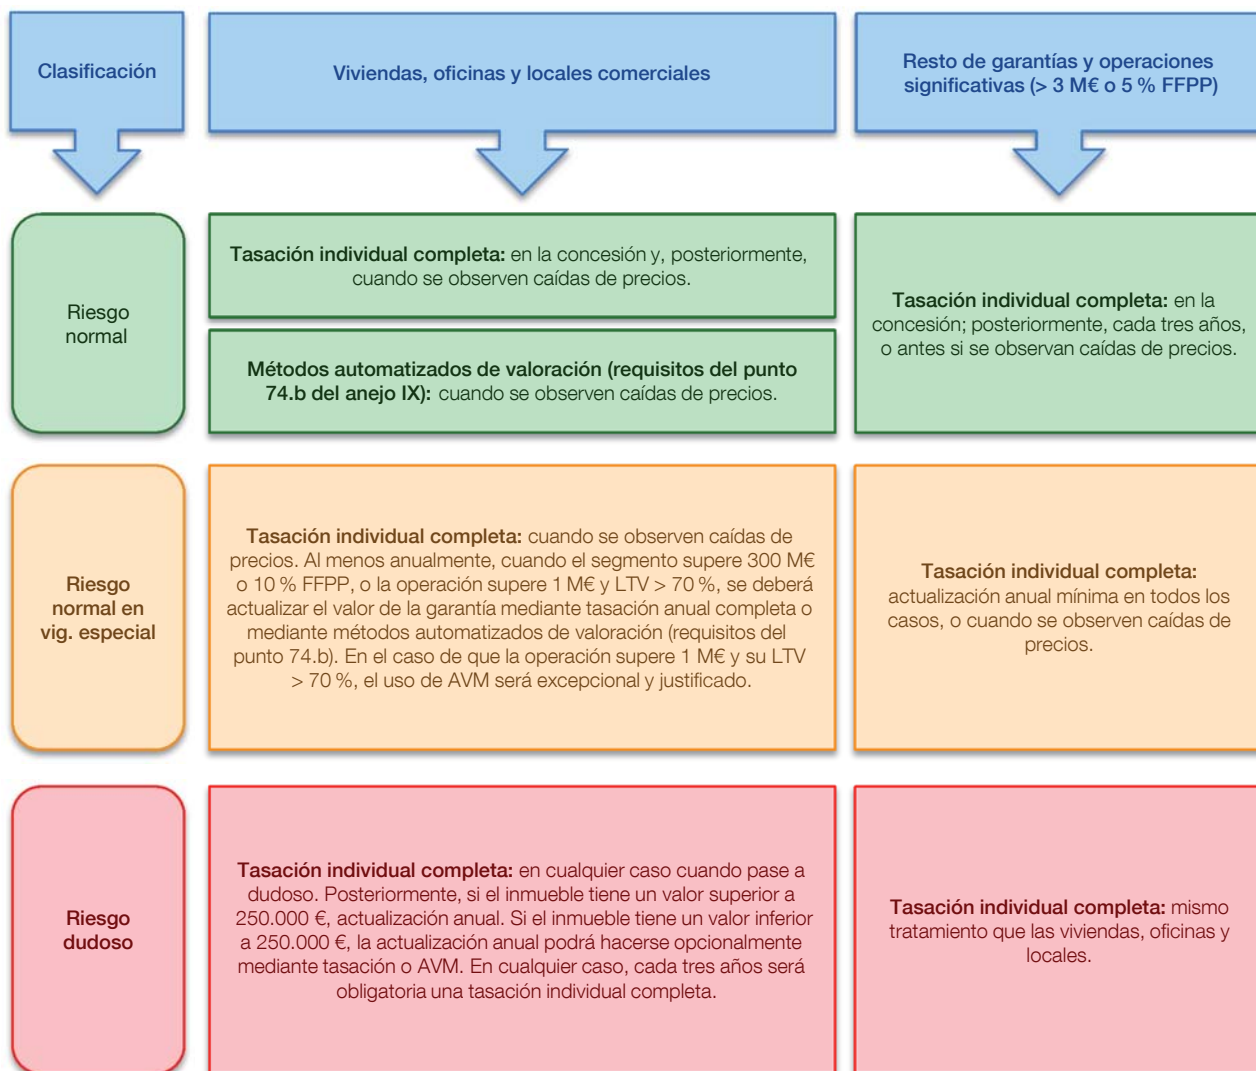 Clasificación
Viviendas, oficinas y locales comerciales
Resto de garantías y operaciones
significativas (> 3 M€ o 5 % FFPP)
Riesgo
normal
Tasación individual completa: en la concesión y, posteriormente,
cuando se observen caídas de precios.
Métodos automatizados de valoración (requisitos del punto
74.b del anejo IX): cuando se observen caídas de precios.
Tasación individual completa: en la
concesión; posteriormente, cada tres años,
o antes si se observan caídas de precios.
Riesgo
normal en
vig. especial
Tasación individual completa: cuando se observen caídas de
precios. Al menos anualmente, cuando el segmento supere 300 M€
o 10 % FFPP, o la operación supere 1 M€ y LTV > 70 %, se deberá
actualizar el valor de la garantía mediante tasación anual completa o
mediante métodos automatizados de valoración (requisitos del
punto 74.b). En el caso de que la operación supere 1 M€ y su LTV
> 70 %, el uso de AVM será excepcional y justificado.
Tasación individual completa:
actualización anual mínima en todos los
casos, o cuando se observen caídas de
precios.
Riesgo
dudoso
Tasación individual completa: en cualquier caso cuando pase a
dudoso. Posteriormente, si el inmueble tiene un valor superior a
250.000 €, actualización anual. Si el inmueble tiene un valor inferior
a 250.000 €, la actualización anual podrá hacerse opcionalmente
mediante tasación o AVM. En cualquier caso, cada tres años será
obligatoria una tasación individual completa.
Tasación individual completa: mismo
tratamiento que las viviendas, oficinas y
locales.